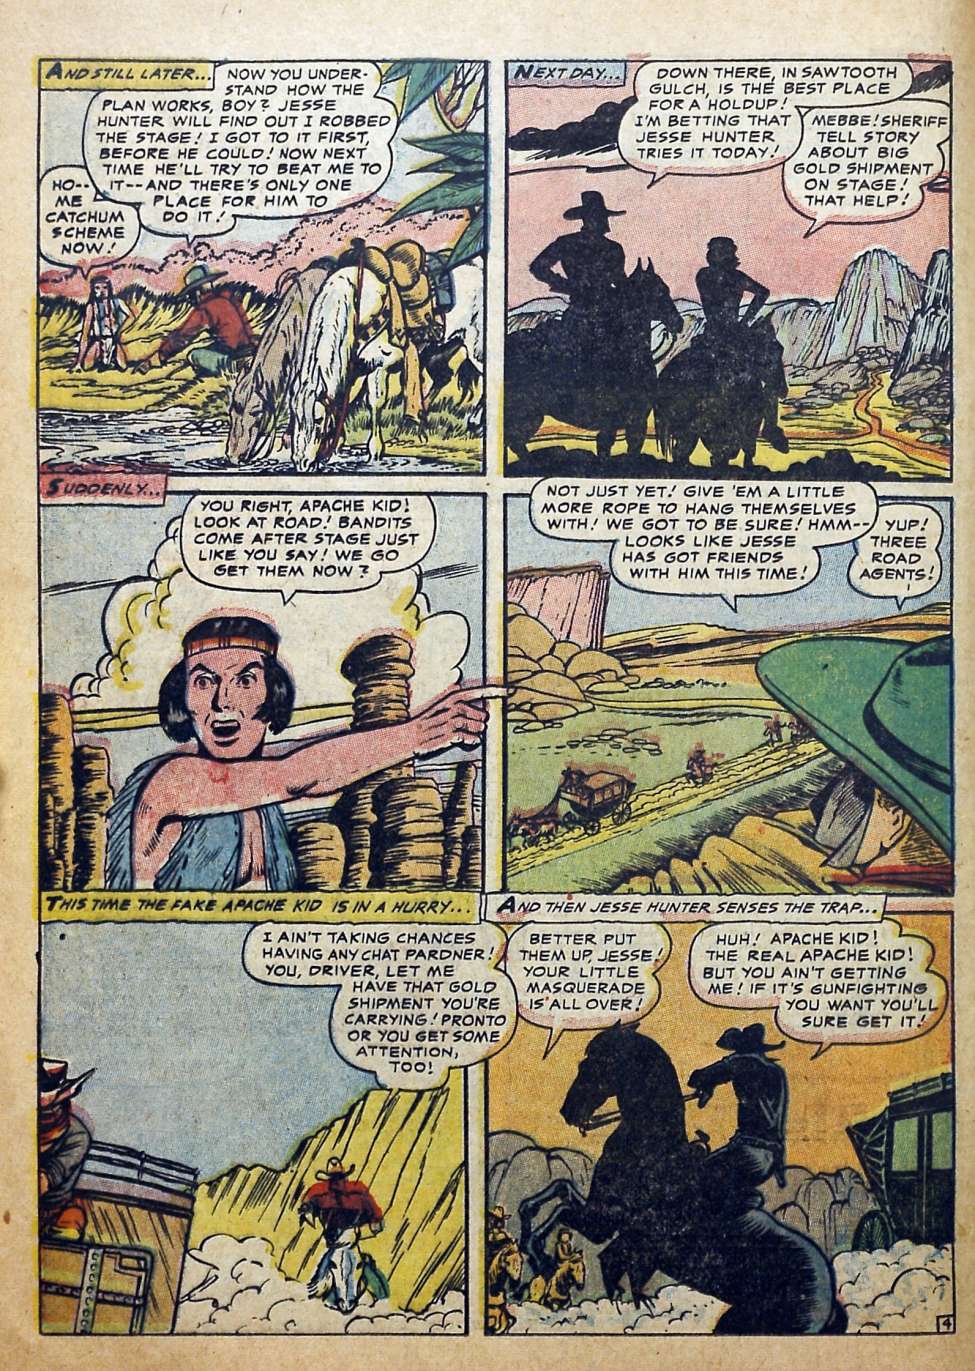 AND STILL LATER...
NOW YOU UNDER-
STAND HOW THE
PLAN WORKS, BOY? JESSE
HUNTER WILL FIND OUT I ROBBED
THE STAGE! I GOT TO IT FIRST,
BEFORE HE COULD! NOW NEXT
TIME HE'LL TRY TO BEAT ME TO
IT--AND THERE'S ONLY ONE
PLACE FOR HIM TO
DO IT!
HO--
ME
CATCHUM
SCHEME
NOW!
NEXT DAY...
DOWN THERE, IN SAWTOOTH
GULCH, IS THE BEST PLACE
FOR A HOLDUP!
I'M BETTING THAT
JESSE HUNTER
TRIES IT TODAY!
MEBBE! SHERIFF
TELL STORY
ABOUT BIG
GOLD SHIPMENT
ON STAGE!
THAT HELP!
SUDDENLY...
YOU RIGHT, APACHE KID!
LOOK AT ROAD! BANDITS
COME AFTER STAGE JUST
LIKE YOU SAY! WE GO
GET THEM NOW?
NOT JUST YET! GIVE 'EM A LITTLE
MORE ROPE TO HANG THEMSELVES
WITH! WE GOT TO BE SURE! HMM--
LOOKS LIKE JESSE
HAS GOT FRIENDS
WITH HIM THIS TIME!
YUP!
THREE
ROAD
AGENTS!
THIS TIME THE FAKE APACHE KID IS IN A HURRY...
I AIN'T TAKING CHANCES
HAVING ANY CHAT PARDNER!
YOU, DRIVER, LET ME
HAVE THAT GOLD
SHIPMENT YOU'RE
CARRYING! PRONTO
OR YOU GET SOME
ATTENTION,
TOO!
AND THEN JESSE HUNTER SENSES THE TRAP...
BETTER PUT
THEM UP, JESSE!
YOUR LITTLE
MASQUERADE
IS ALL OVER!
HUH! APACHE KID!
THE REAL APACHE KID!
BUT YOU AIN'T GETTING
ME! IF IT'S GUNFIGHTING
YOU WANT YOU'LL
SURE GET IT!
4